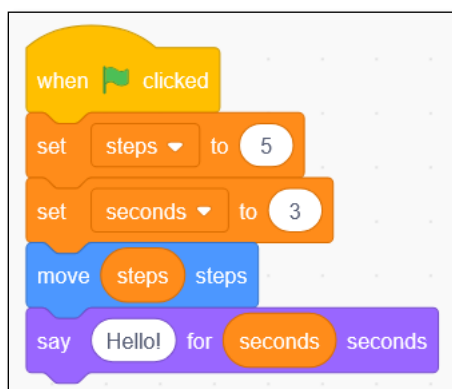 when clicked
set steps to 5
set seconds to 3
move steps steps
say Hello! for seconds seconds